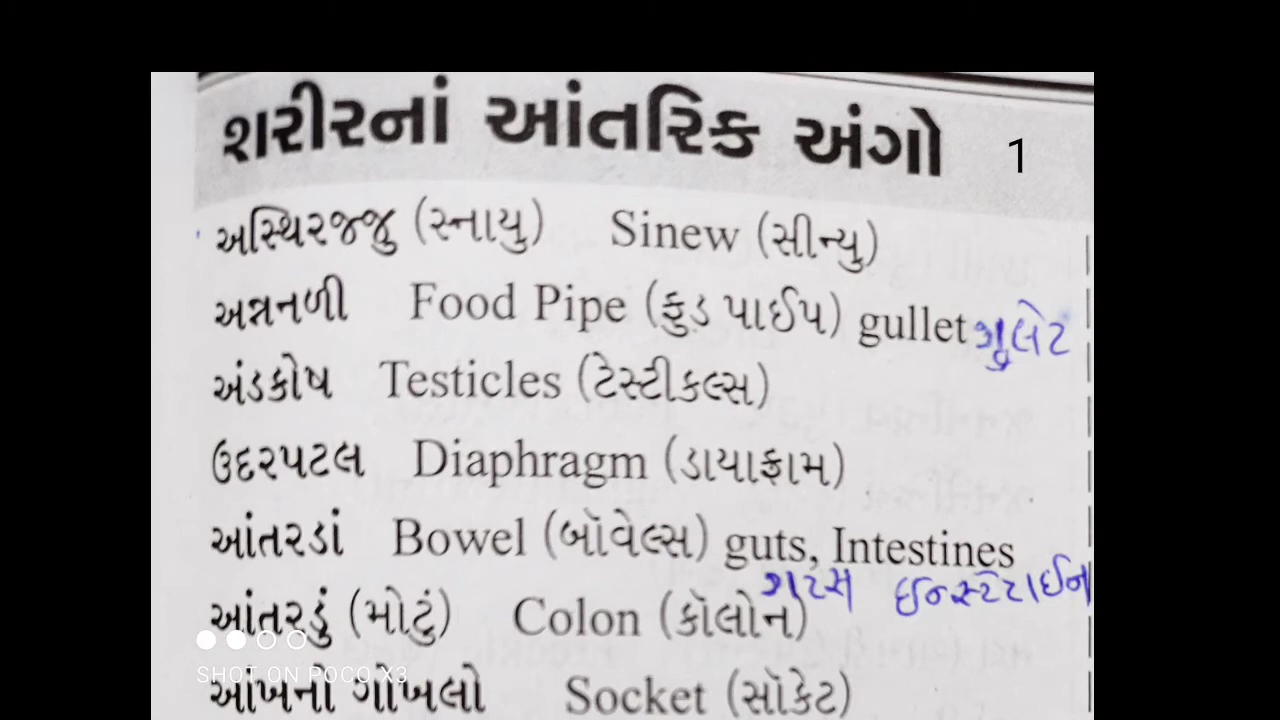 શરીરનાં આંતરિક અંગો 1
અસ્થિરજ્જુ (સ્નાયુ) Sinew (સીન્યુ)
અન્નનળી Food Pipe (ફુડ પાઈપ) gullet ગુલેટ
અંડકોષ Testicles (ટેસ્ટીકલ્સ)
ઉદરપટલ Diaphragm (ડાયાફ્રામ)
આંતરડાં Bowel (બૉવેલ્સ) guts, Intestines
ગટસ ઈન્સ્ટેટાઈન
આંતરડું (મોટું) Colon (કૉલોન)
SHOT ON POCO X3
આંખનો ગોખલો Socket (સૉકેટ)